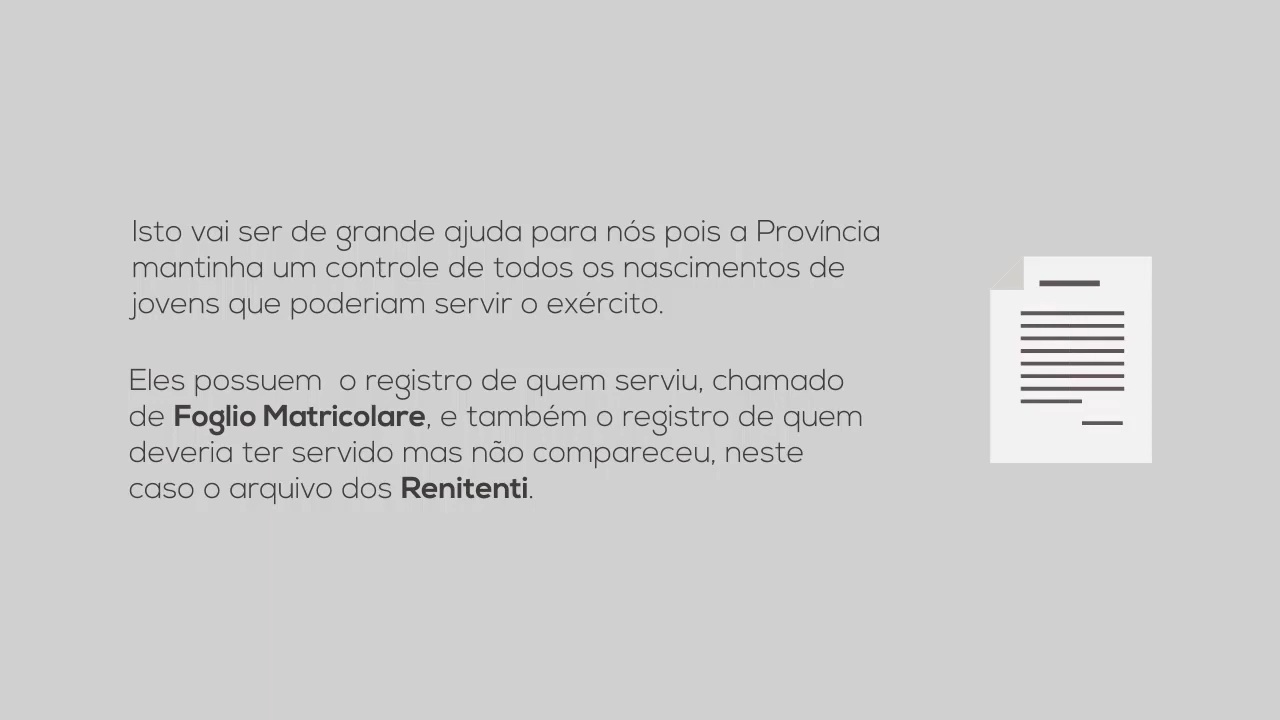 Isto vai ser de grande ajuda para nós pois a Província
mantinha um controle de todos os nascimentos de
jovens que poderiam servir o exército.
Eles possuem  o registro de quem serviu, chamado
de Foglio Matricolare, e também o registro de quem
deveria ter servido mas não compareceu, neste
caso o arquivo dos Renitenti.